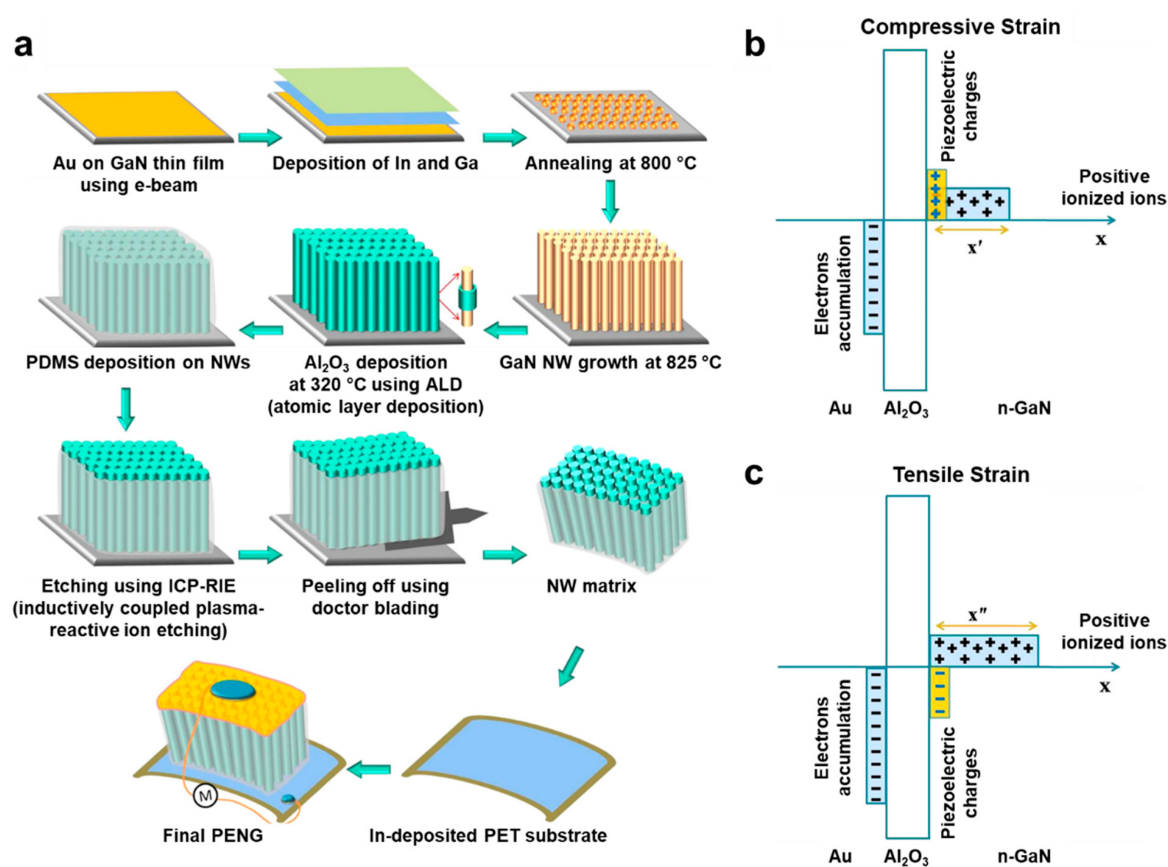 a
Au on GaN thin film
using e-beam
Deposition of In and Ga
Annealing at 800 °C
PDMS deposition on NWs
Al₂O₃ deposition
at 320 °C using ALD
(atomic layer deposition)
GaN NW growth at 825 °C
Etching using ICP-RIE
(inductively coupled plasma-
reactive ion etching)
Peeling off using
doctor blading
NW matrix
M
Final PENG
In-deposited PET substrate
b
Compressive Strain
Piezoelectric
charges
Positive
ionized ions
x
x′
Electrons
accumulation
Au
Al₂O₃
n-GaN
c
Tensile Strain
x″
Positive
ionized ions
x
Electrons
accumulation
Piezoelectric
charges
Au
Al₂O₃
n-GaN